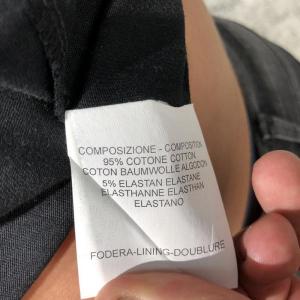 COMPOSIZIONE - COMPOSITION
95% COTONE COTTON
COTON BAUMWOLLE ALGODON
5% ELASTAN ELASTANE
ELASTHANNE ELASTHAN
ELASTANO
FODERA-LINING-DOUBLURE